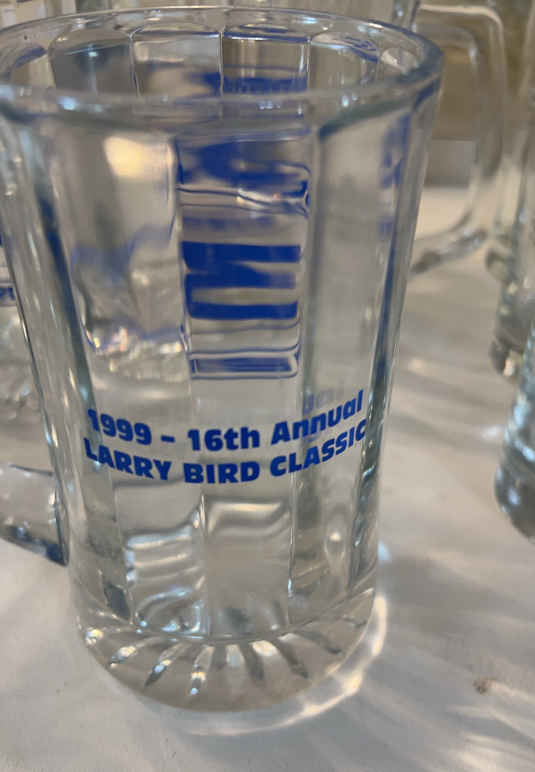 1999 - 16th Annual
LARRY BIRD CLASSIC